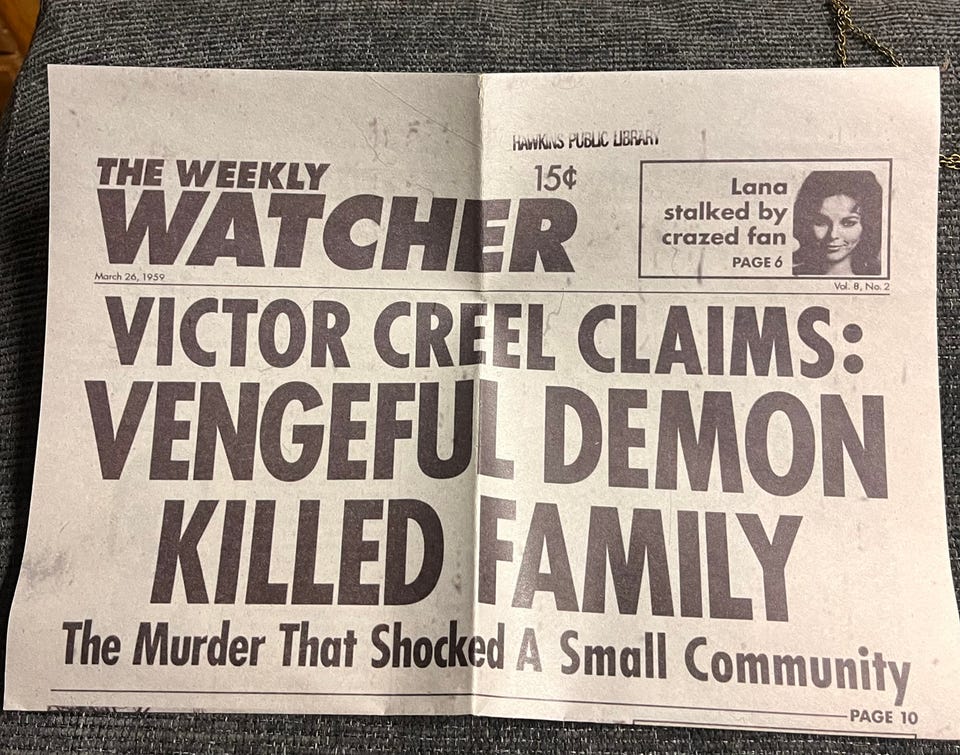 HAWKINS PUBLIC LIBRARY
THE WEEKLY
15¢
WATCHER
Lana
stalked by
crazed fan
PAGE 6
March 26, 1959
Vol. 8, No. 2
VICTOR CREEL CLAIMS:
VENGEFUL DEMON
KILLED FAMILY
The Murder That Shocked A Small Community
PAGE 10